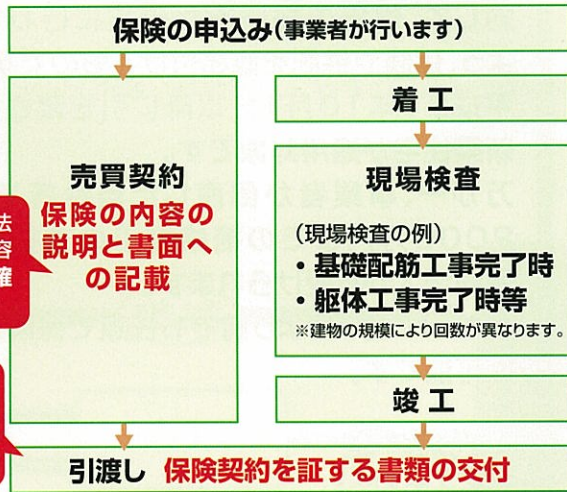 保険の申込み(事業者が行います)
売買契約
保険の内容の
説明と書面へ
の記載
法
容
確
着 工
現場検査
(現場検査の例)
・基礎配筋工事完了時
・躯体工事完了時等
※建物の規模により回数が異なります。
竣 工
引渡し 保険契約を証する書類の交付